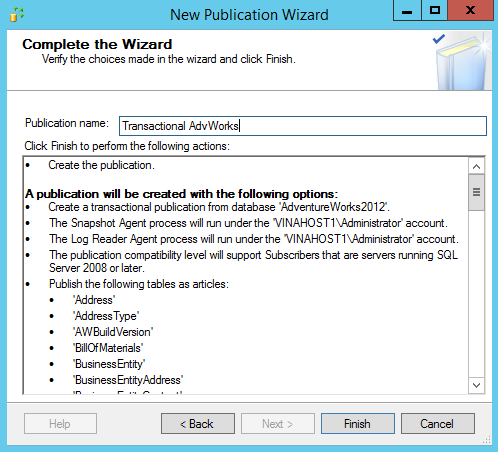 New Publication Wizard
Complete the Wizard
Verify the choices made in the wizard and click Finish.
Publication name: Transactional AdvWorks
Click Finish to perform the following actions:
• Create the publication.
A publication will be created with the following options:
• Create a transactional publication from database 'AdventureWorks2012'.
• The Snapshot Agent process will run under the 'VINAHOST1\Administrator' account.
• The Log Reader Agent process will run under the 'VINAHOST1\Administrator' account.
• The publication compatibility level will support Subscribers that are servers running SQL
Server 2008 or later.
• Publish the following tables as articles:
• 'Address'
• 'AddressType'
• 'AWBuildVersion'
• 'BillOfMaterials'
• 'BusinessEntity'
• 'BusinessEntityAddress'
Help
< Back
Next >
Finish
Cancel